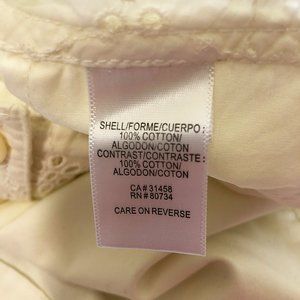 SHELL/FORME/CUERPO:
100% COTTON/
ALGODON/COTON
CONTRAST/CONTRASTE:
100% COTTON/
ALGODON/COTON
CA# 31458
RN# 80734
CARE ON REVERSE